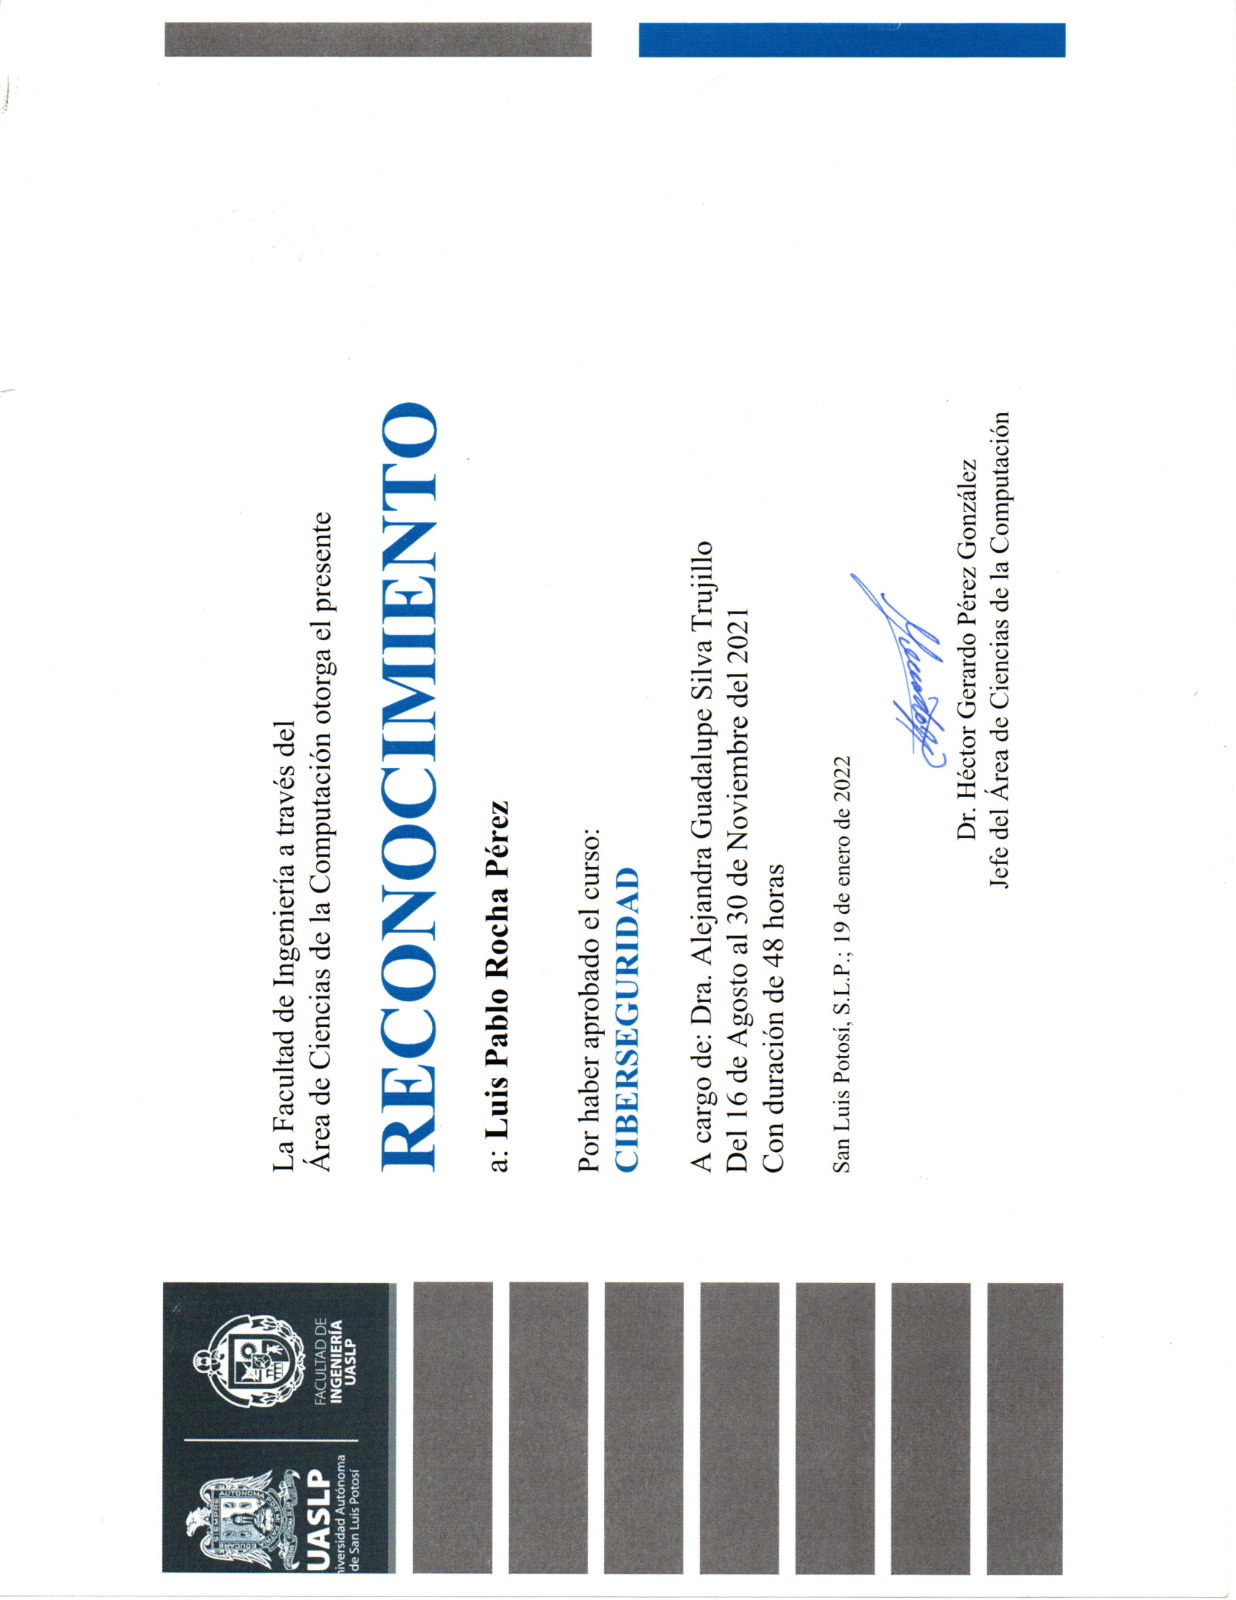 SIEMPRE
UASLP
iversidad Autónoma
de San Luis Potosí
FACULTAD DE
INGENIERÍA
UASLP
La Facultad de Ingeniería a través del
Área de Ciencias de la Computación otorga el presente
RECONOCIMIENTO
a: Luis Pablo Rocha Pérez
Por haber aprobado el curso:
CIBERSEGURIDAD
A cargo de: Dra. Alejandra Guadalupe Silva Trujillo
Del 16 de Agosto al 30 de Noviembre del 2021
Con duración de 48 horas
San Luis Potosí, S.L.P.; 19 de enero de 2022
Dr. Héctor Gerardo Pérez González
Jefe del Área de Ciencias de la Computación